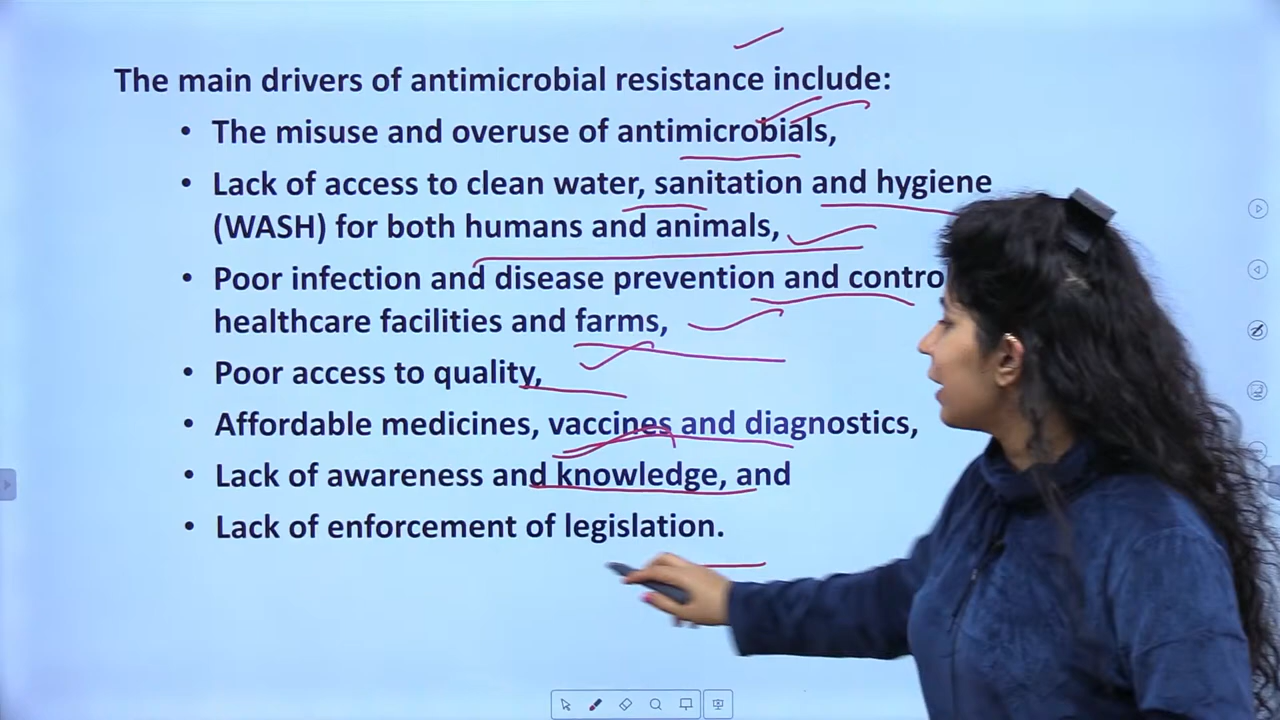 The main drivers of antimicrobial resistance include:
• The misuse and overuse of antimicrobials,
• Lack of access to clean water, sanitation and hygiene
(WASH) for both humans and animals,
• Poor infection and disease prevention and contro
healthcare facilities and farms,
• Poor access to quality,
• Affordable medicines, vaccines and diagnostics,
• Lack of awareness and knowledge, and
• Lack of enforcement of legislation.